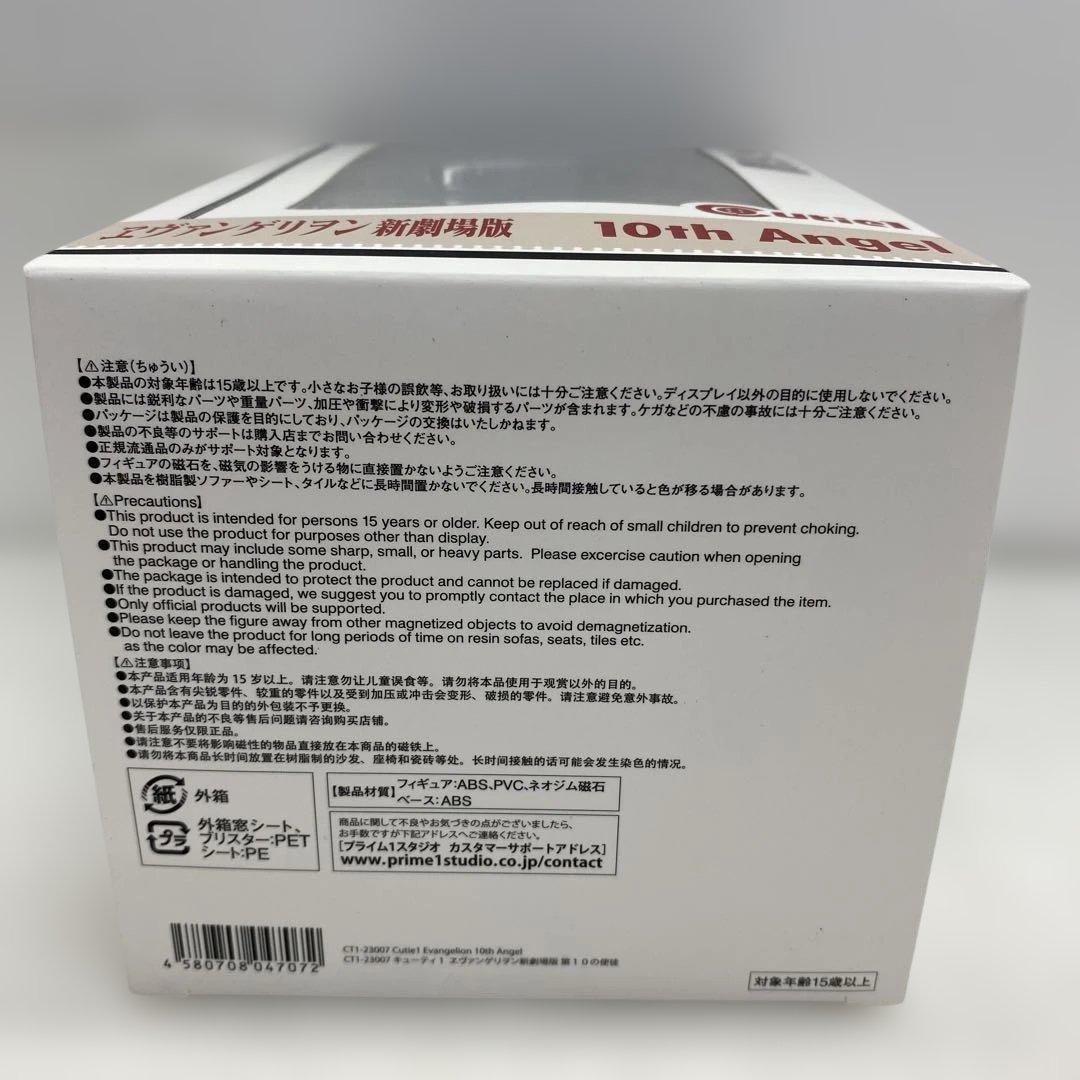 Cutie1
ヱヴァンゲリヲン 新劇場版 10th Angel
【⚠注意(ちゅうい)】
●本製品の対象年齢は15歳以上です。小さなお子様の誤飲等、お取り扱いには十分ご注意ください。ディスプレイ以外の目的に使用しないでください。
●製品には鋭利なパーツや重量パーツ、加圧や衝撃により変形や破損するパーツが含まれます。ケガなどの不慮の事故には十分ご注意ください。
●パッケージは製品の保護を目的にしており、パッケージの交換はいたしかねます。
●製品の不良等のサポートは購入店までお問い合わせください。
●正規流通品のみがサポート対象となります。
●フィギュアの磁石を、磁気の影響をうける物に直接置かないようご注意ください。
●本製品を樹脂製ソファーやシート、タイルなどに長時間置かないでください。長時間接触していると色が移る場合があります。
【⚠Precautions】
●This product is intended for persons 15 years or older. Keep out of reach of small children to prevent choking.
Do not use the product for purposes other than display.
●This product may include some sharp, small, or heavy parts. Please excercise caution when opening
the package or handling the product.
●The package is intended to protect the product and cannot be replaced if damaged.
●If the product is damaged, we suggest you to promptly contact the place in which you purchased the item.
●Only official products will be supported.
●Please keep the figure away from other magnetized objects to avoid demagnetization.
●Do not leave the product for long periods of time on resin sofas, seats, tiles etc.
as the color may be affected.
【⚠注意事项】
●本产品适用年龄为 15 岁以上。请注意勿让儿童误食等。请勿将本品使用于观赏以外的目的。
●本产品含有尖锐零件、较重的零件以及受到加压或冲击会变形、破损的零件。请注意避免意外事故。
●以保护本产品为目的的外包装不予更换。
●关于本产品的不良等售后问题请咨询购买店铺。
●售后服务仅限正品。
●请注意不要将影响磁性的物品直接放在本商品的磁铁上。
●请勿将本商品长时间放置在树脂制的沙发、座椅和瓷砖等处。长时间接触的话可能会发生染色的情况。
紙 外箱
プラ 外箱窓シート、
ブリスター:PET
シート:PE
【製品材質】フィギュア:ABS、PVC、ネオジム磁石
ベース:ABS
商品に関して不良やお気づきの点がございましたら、
お手数ですが下記アドレスへご連絡ください。
[プライム1スタジオ カスタマーサポートアドレス]
www.prime1studio.co.jp/contact
4 580708 047072
CT1-23007 Cutie1 Evangelion 10th Angel
CT1-23007 キューティ1 ヱヴァンゲリヲン新劇場版 第10の使徒
対象年齢15歳以上